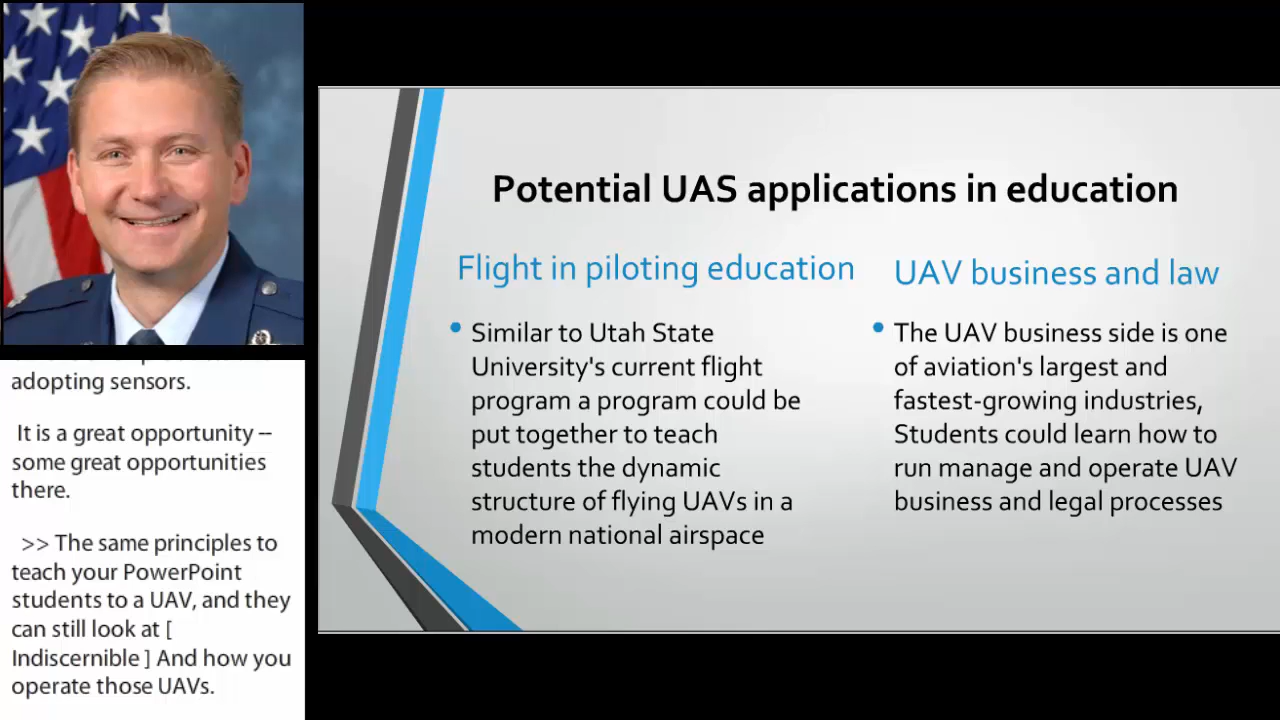 adopting sensors.
It is a great opportunity --
some great opportunities
there.
>> The same principles to
teach your PowerPoint
students to a UAV, and they
can still look at [
Indiscernible ] And how you
operate those UAVs.
Potential UAS applications in education
Flight in piloting education
• Similar to Utah State
University's current flight
program a program could be
put together to teach
students the dynamic
structure of flying UAVs in a
modern national airspace
UAV business and law
• The UAV business side is one
of aviation's largest and
fastest-growing industries,
Students could learn how to
run manage and operate UAV
business and legal processes